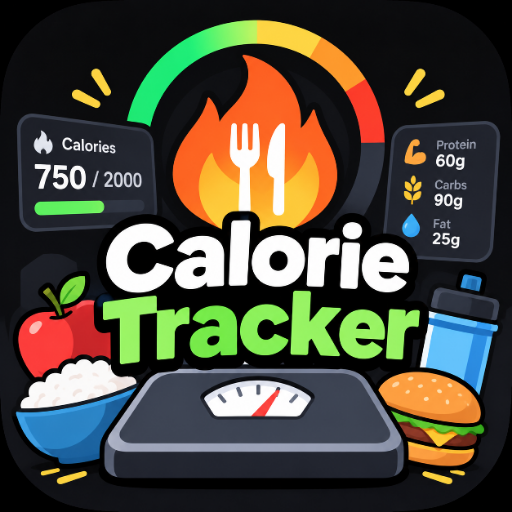 Calories
750 / 2000
Protein
60g
Carbs
90g
Fat
25g
Calorie
Tracker